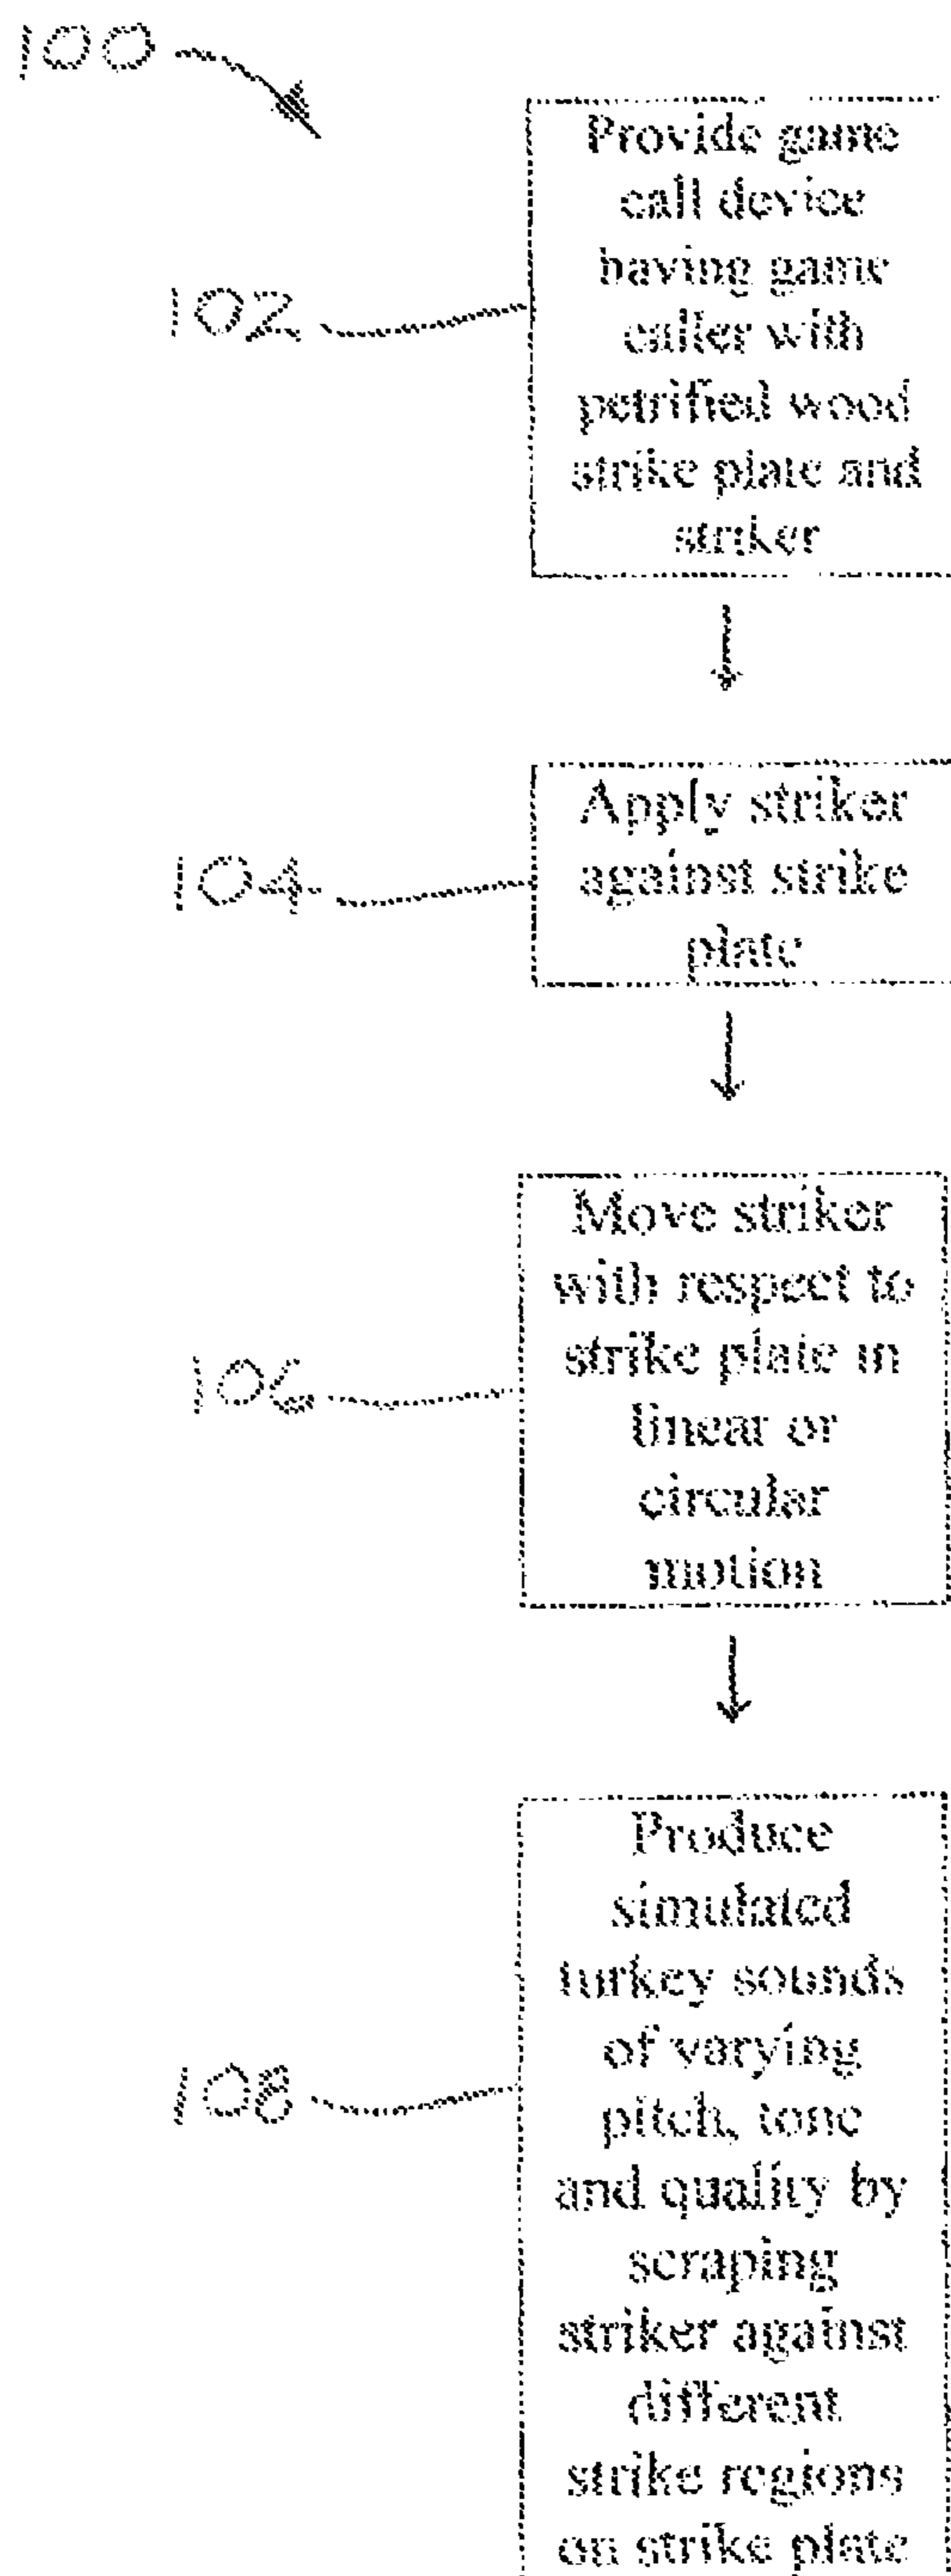 100
Provide game
call device
having game
caller with
petrified wood
strike plate and
striker
102
Apply striker
against strike
plate
104
Move striker
with respect to
strike plate in
linear or
circular
motion
106
Produce
simulated
turkey sounds
of varying
pitch, tone
and quality by
scraping
striker against
different
strike regions
on strike plate
108